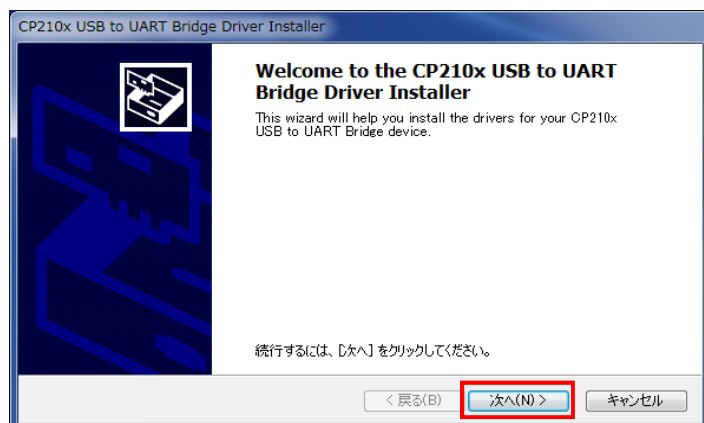 CP210x USB to UART Bridge Driver Installer
Welcome to the CP210x USB to UART
Bridge Driver Installer
This wizard will help you install the drivers for your CP210x
USB to UART Bridge device.
続行するには、[次へ] をクリックしてください。
< 戻る(B)
次へ(N) >
キャンセル